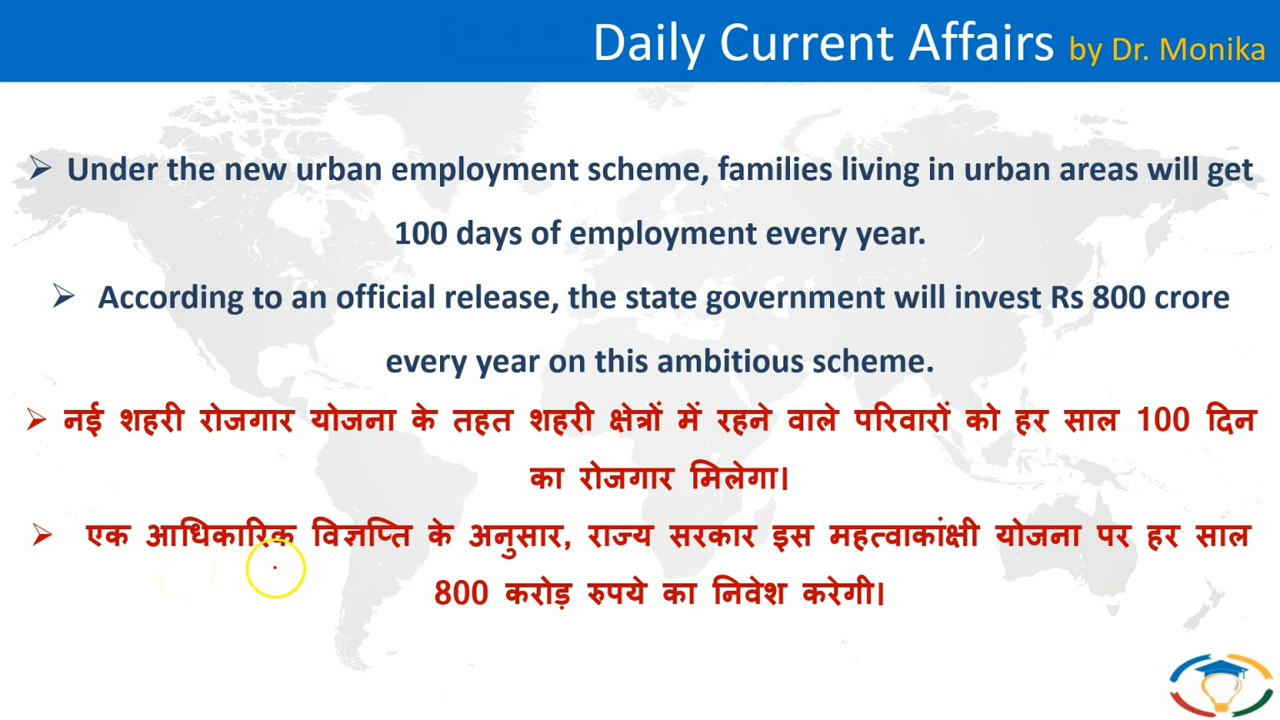 Daily Current Affairs by Dr. Monika
➢ Under the new urban employment scheme, families living in urban areas will get
100 days of employment every year.
➢ According to an official release, the state government will invest Rs 800 crore
every year on this ambitious scheme.
➢ नई शहरी रोजगार योजना के तहत शहरी क्षेत्रों में रहने वाले परिवारों को हर साल 100 दिन
का रोजगार मिलेगा।
➢ एक आधिकारिक विज्ञप्ति के अनुसार, राज्य सरकार इस महत्वाकांक्षी योजना पर हर साल
800 करोड़ रुपये का निवेश करेगी।